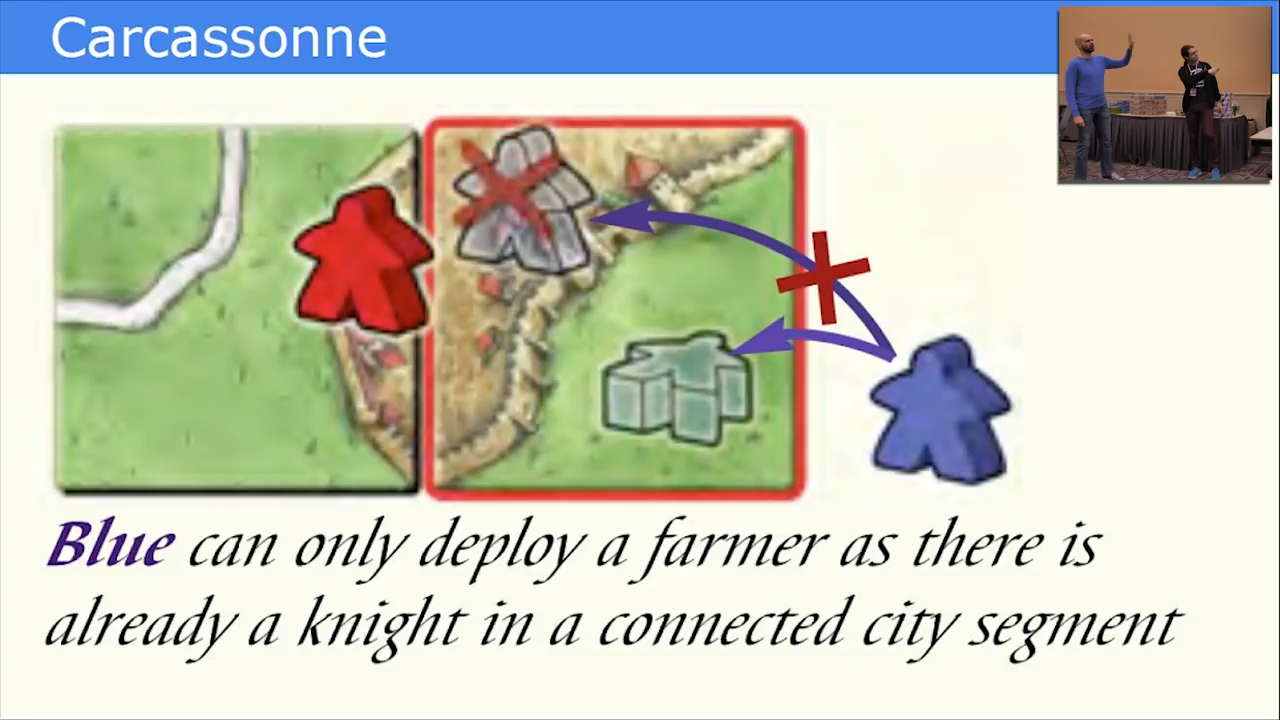 Carcassonne
Blue can only deploy a farmer as there is
already a knight in a connected city segment